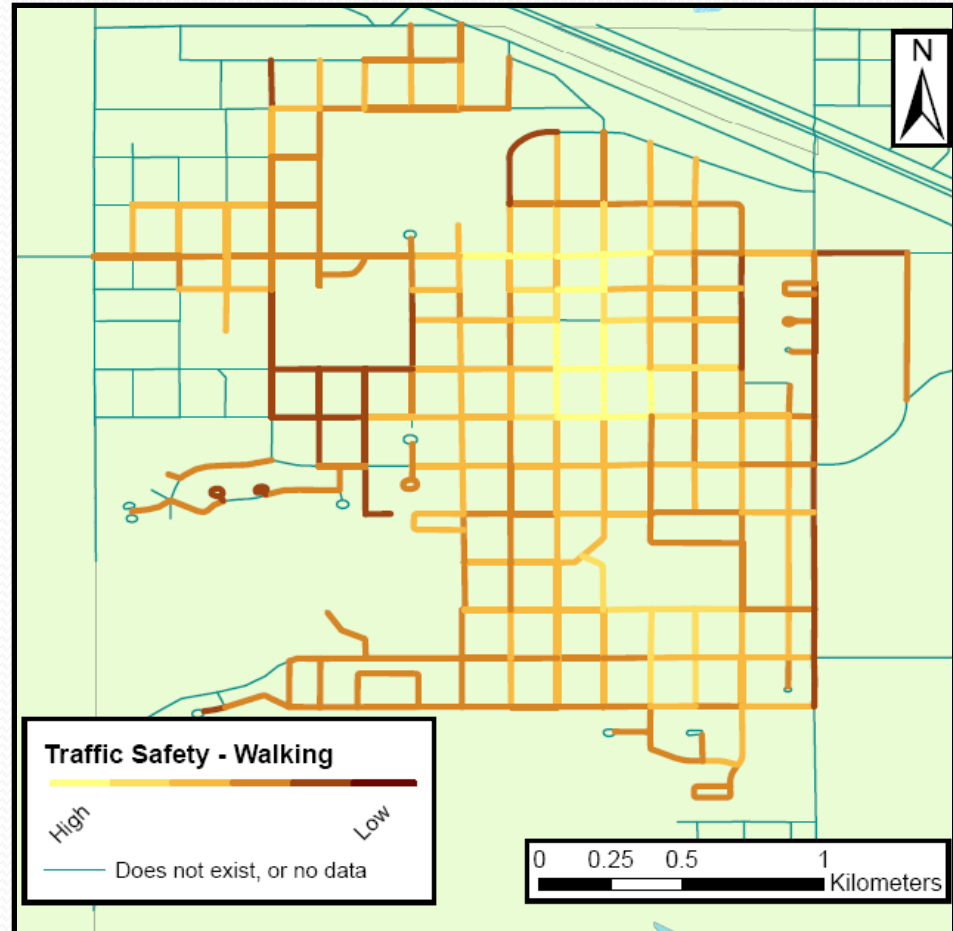 N
Traffic Safety - Walking
High
Low
Does not exist, or no data
0 0.25 0.5 1
Kilometers